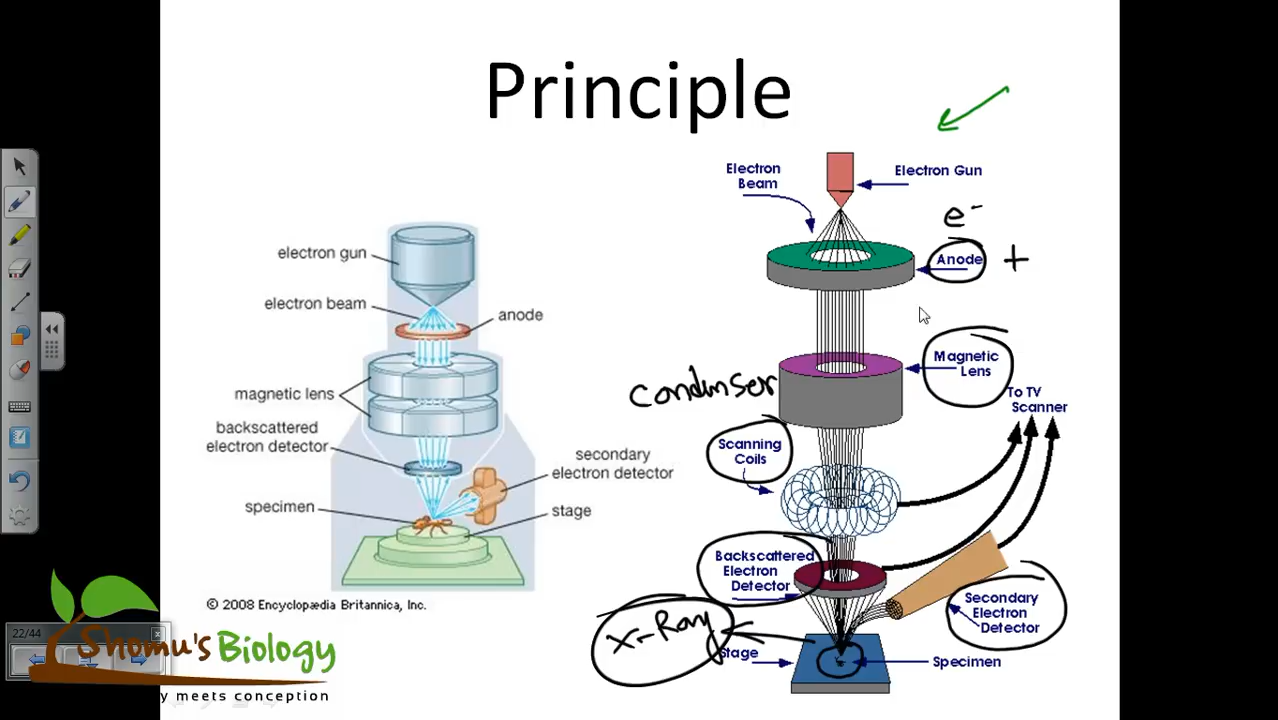 Principle
electron gun
electron beam
anode
magnetic lens
backscattered
electron detector
secondary
electron detector
specimen
stage
© 2008 Encyclopædia Britannica, Inc.
Electron
Beam
Electron Gun
e-
Anode
+
Magnetic
Lens
condenser
To TV
Scanner
Scanning
Coils
Backscattered
Electron
Detector
Secondary
Electron
Detector
X-Ray
Stage
Specimen
22/44
Shomu's Biology
y meets conception